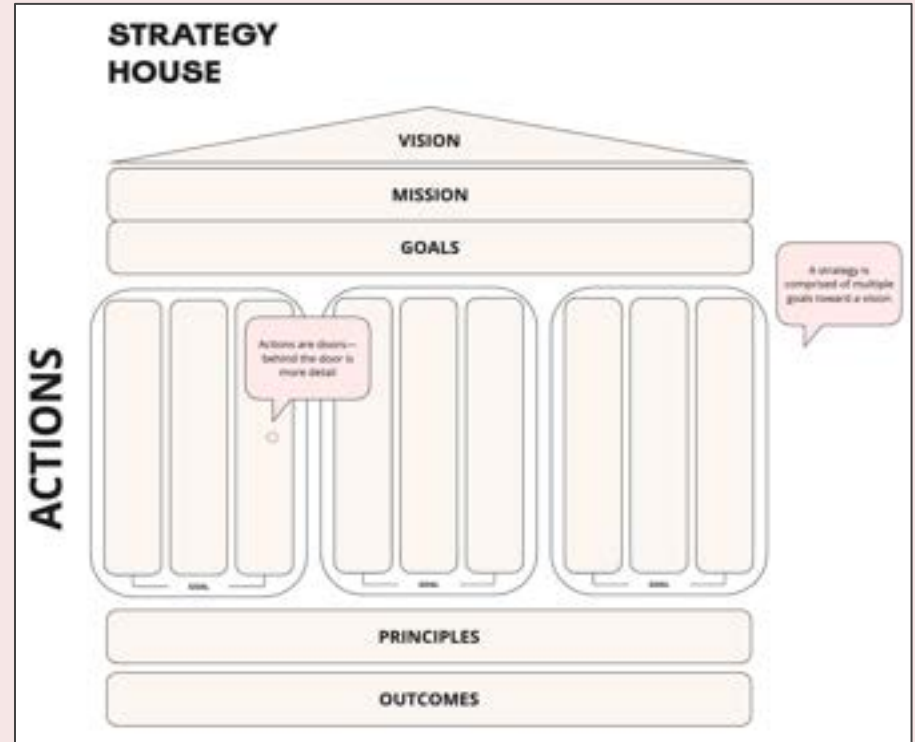 STRATEGY
HOUSE
VISION
MISSION
GOALS
A strategy is
comprised of multiple
goals toward a vision
Actions are doors—
behind the door is
more detail
ACTIONS
GOAL
GOAL
GOAL
PRINCIPLES
OUTCOMES